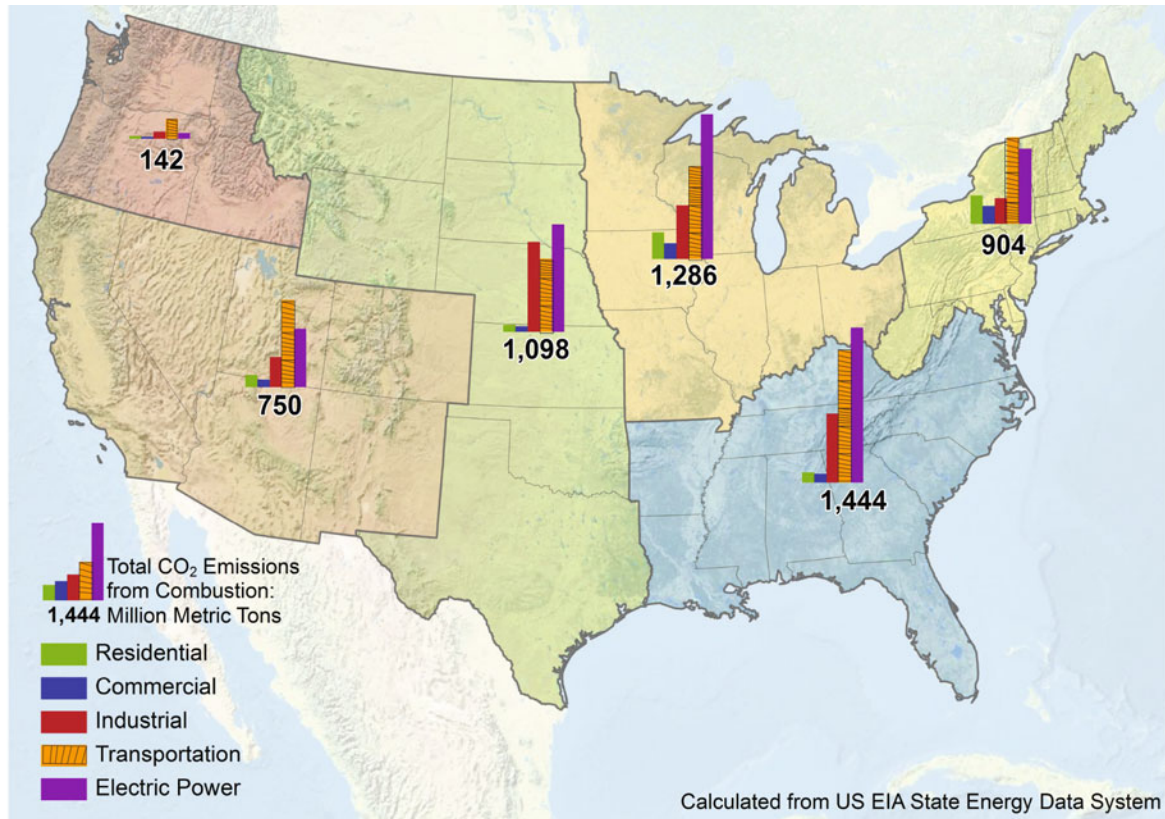 142
1,286
904
1,098
750
1,444
Total CO₂ Emissions
from Combustion:
1,444 Million Metric Tons
Residential
Commercial
Industrial
Transportation
Electric Power
Calculated from US EIA State Energy Data System